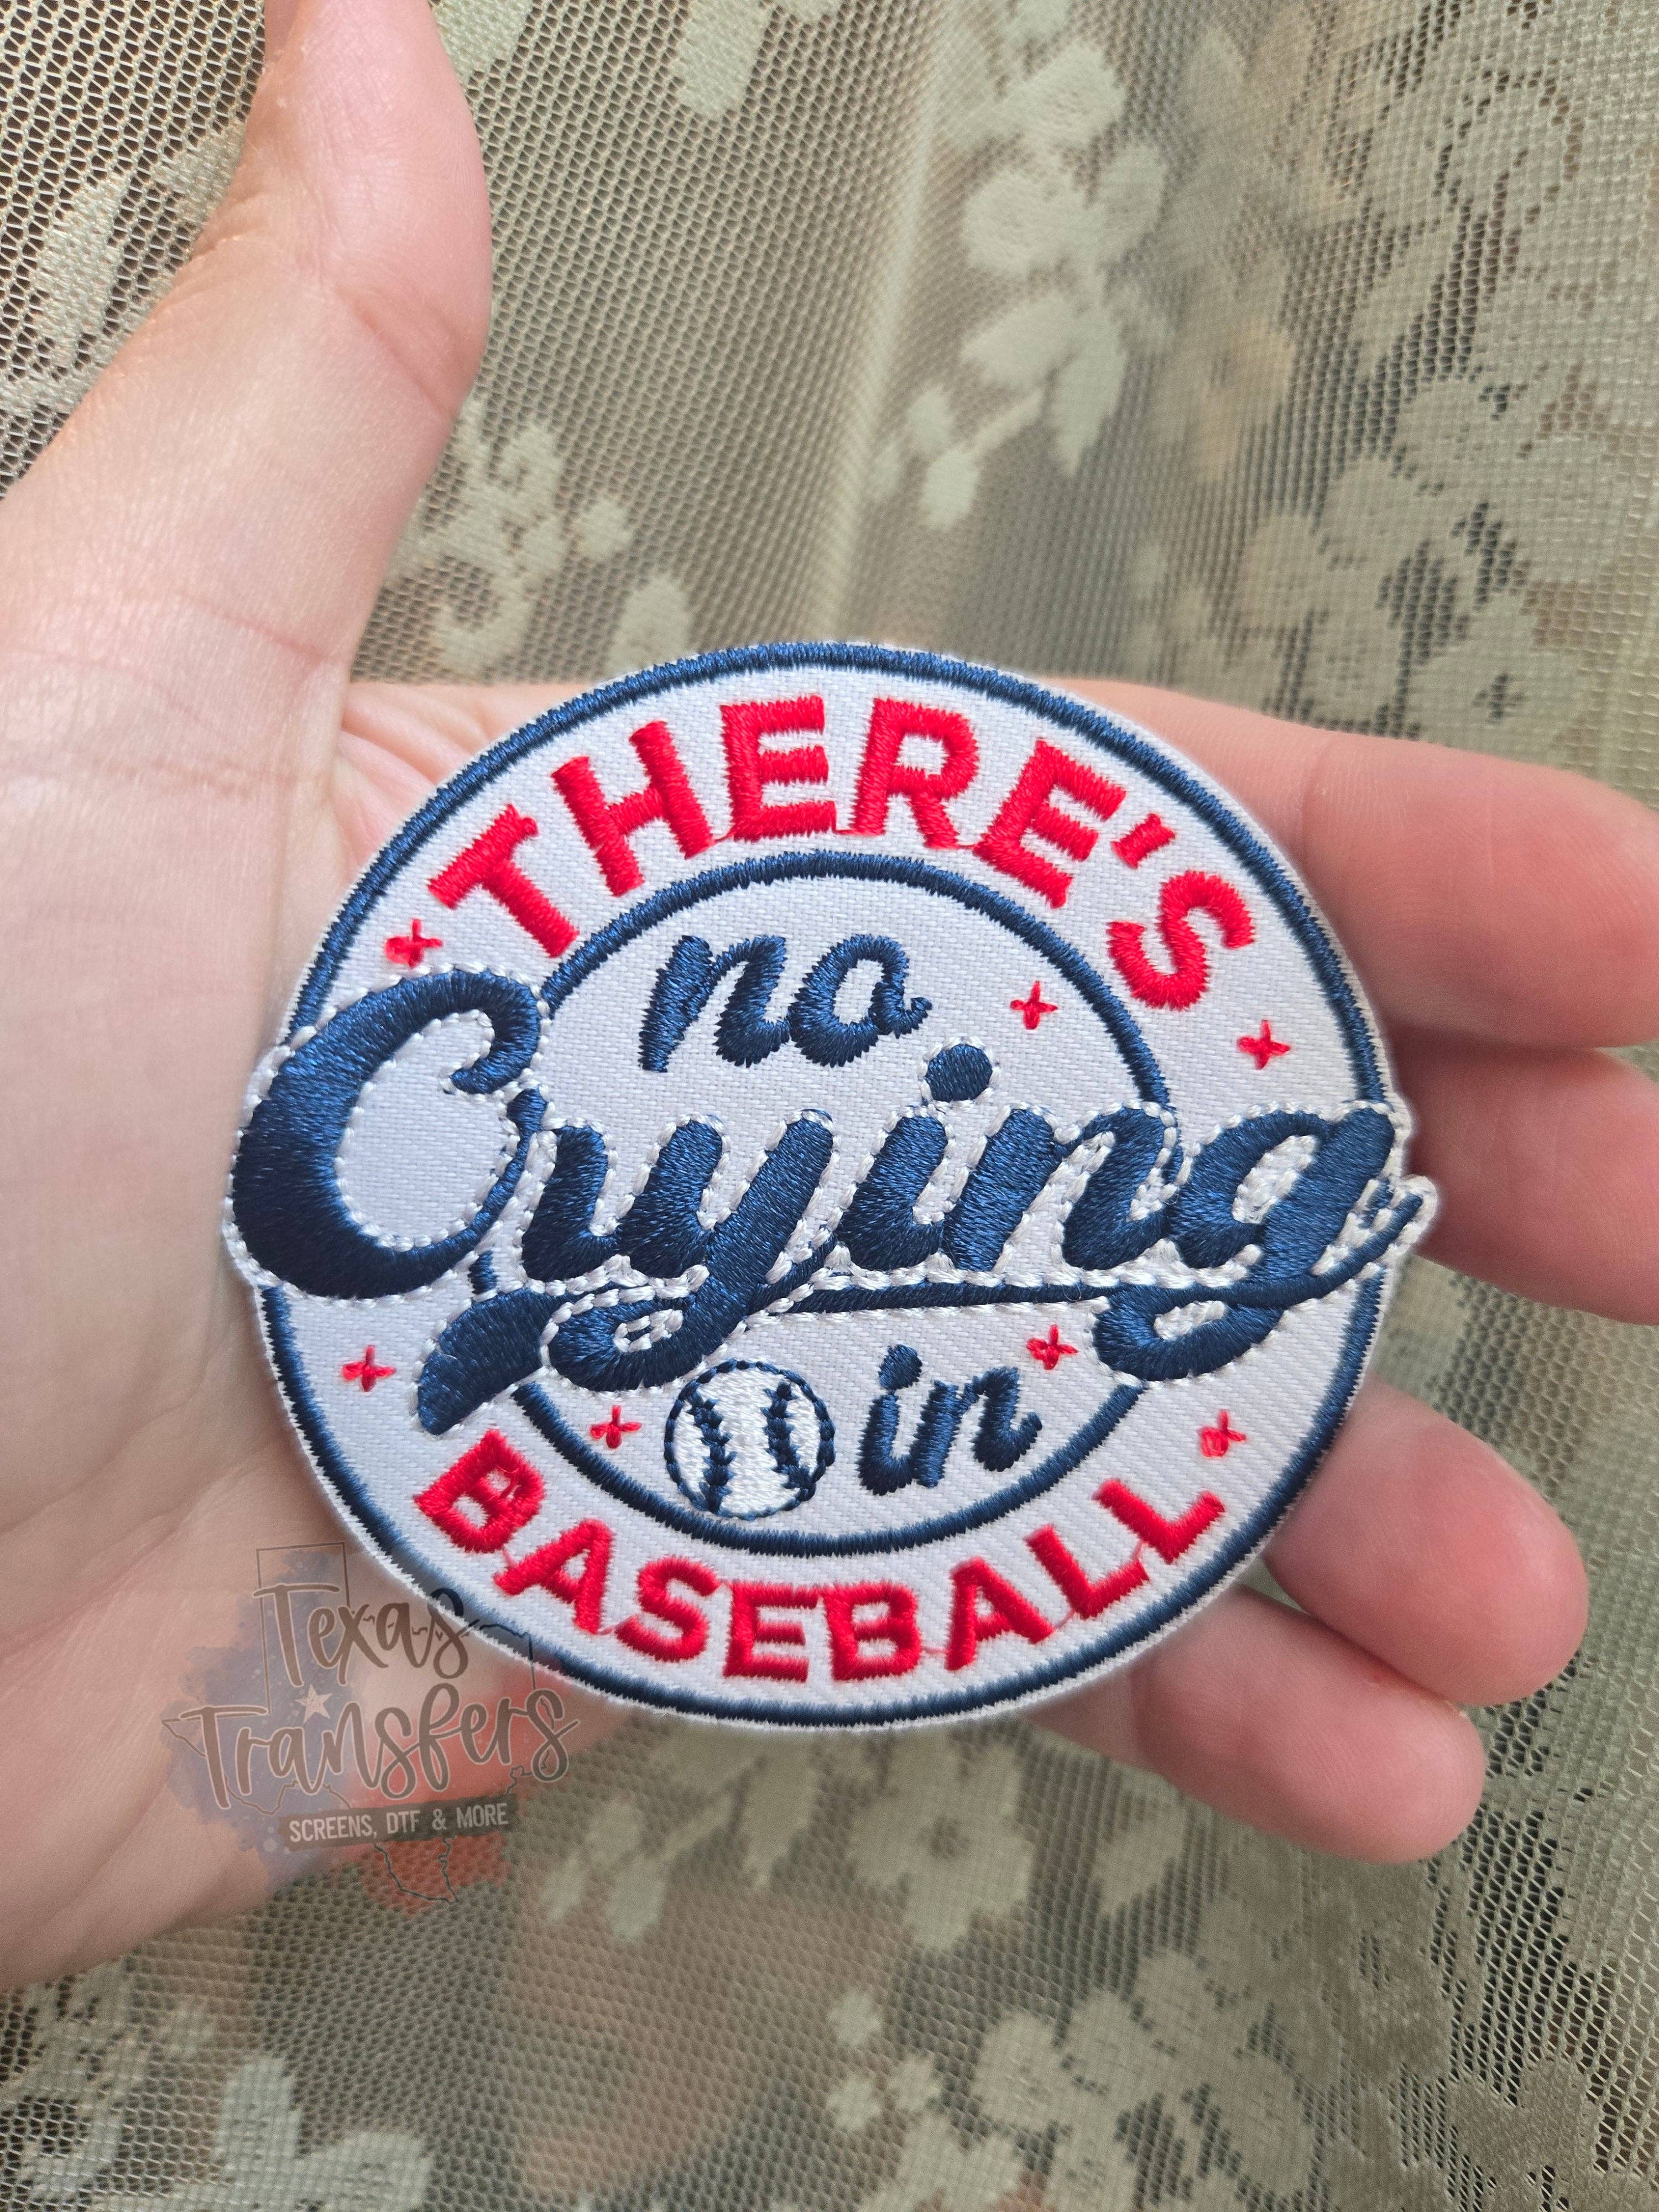 THERE'S
no
Crying
in
BASEBALL
Texas
Transfers
SCREENS, DTF & MORE